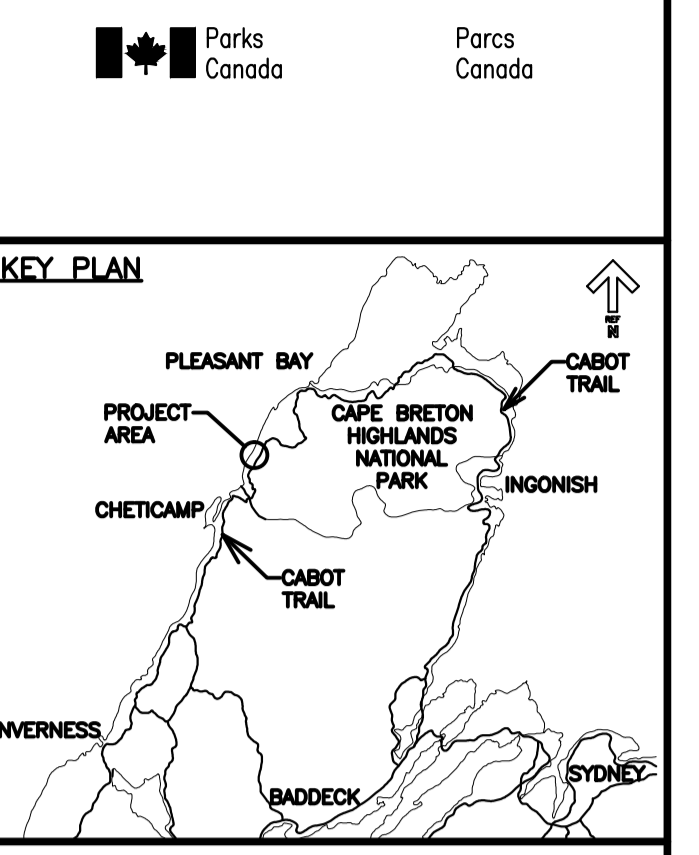 Parks
Canada
Parcs
Canada
KEY PLAN
REF
N
PLEASANT BAY
CABOT
TRAIL
PROJECT
AREA
CAPE BRETON
HIGHLANDS
NATIONAL
PARK
INGONISH
CHETICAMP
CABOT
TRAIL
NVERNESS
BADDECK
SYDNEY